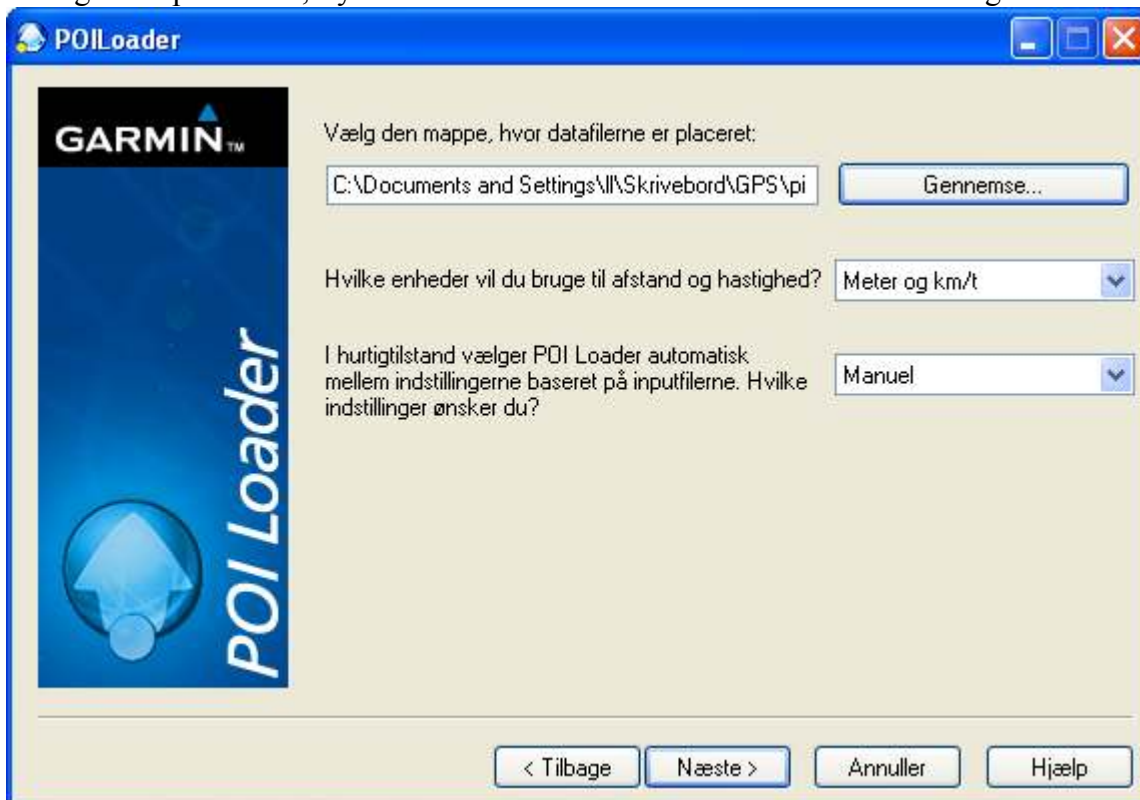 POILoader
GARMIN™
POI Loader
Vælg den mappe, hvor datafilerne er placeret:
C:\Documents and Settings\ll\Skrivebord\GPS\pi
Gennemse...
Hvilke enheder vil du bruge til afstand og hastighed?
Meter og km/t
I hurtigtilstand vælger POI Loader automatisk
mellem indstillingerne baseret på inputfilerne. Hvilke
indstillinger ønsker du?
Manuel
< Tilbage
Næste >
Annuller
Hjælp